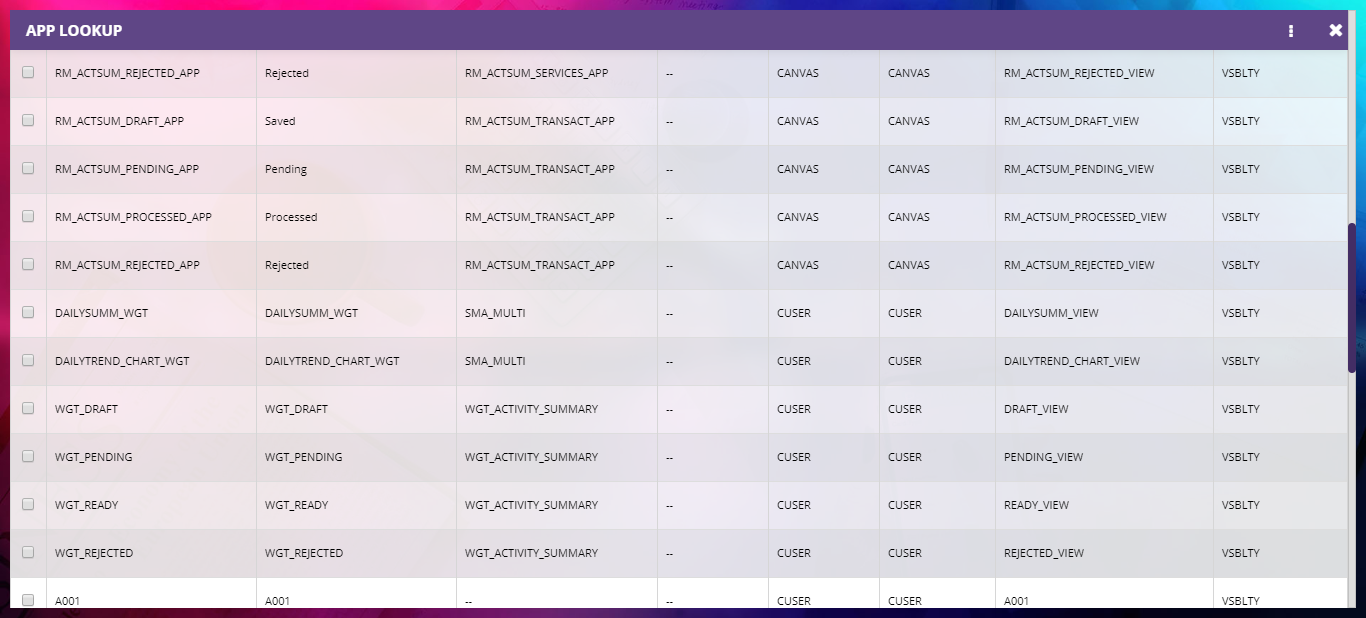 APP LOOKUP
RM_ACTSUM_REJECTED_APP Rejected RM_ACTSUM_SERVICES_APP -- CANVAS CANVAS RM_ACTSUM_REJECTED_VIEW VSBLTY
RM_ACTSUM_DRAFT_APP Saved RM_ACTSUM_TRANSACT_APP -- CANVAS CANVAS RM_ACTSUM_DRAFT_VIEW VSBLTY
RM_ACTSUM_PENDING_APP Pending RM_ACTSUM_TRANSACT_APP -- CANVAS CANVAS RM_ACTSUM_PENDING_VIEW VSBLTY
RM_ACTSUM_PROCESSED_APP Processed RM_ACTSUM_TRANSACT_APP -- CANVAS CANVAS RM_ACTSUM_PROCESSED_VIEW VSBLTY
RM_ACTSUM_REJECTED_APP Rejected RM_ACTSUM_TRANSACT_APP -- CANVAS CANVAS RM_ACTSUM_REJECTED_VIEW VSBLTY
DAILYSUMM_WGT DAILYSUMM_WGT SMA_MULTI -- CUSER CUSER DAILYSUMM_VIEW VSBLTY
DAILYTREND_CHART_WGT DAILYTREND_CHART_WGT SMA_MULTI -- CUSER CUSER DAILYTREND_CHART_VIEW VSBLTY
WGT_DRAFT WGT_DRAFT WGT_ACTIVITY_SUMMARY -- CUSER CUSER DRAFT_VIEW VSBLTY
WGT_PENDING WGT_PENDING WGT_ACTIVITY_SUMMARY -- CUSER CUSER PENDING_VIEW VSBLTY
WGT_READY WGT_READY WGT_ACTIVITY_SUMMARY -- CUSER CUSER READY_VIEW VSBLTY
WGT_REJECTED WGT_REJECTED WGT_ACTIVITY_SUMMARY -- CUSER CUSER REJECTED_VIEW VSBLTY
A001 A001 -- -- CUSER CUSER A001 VSBLTY